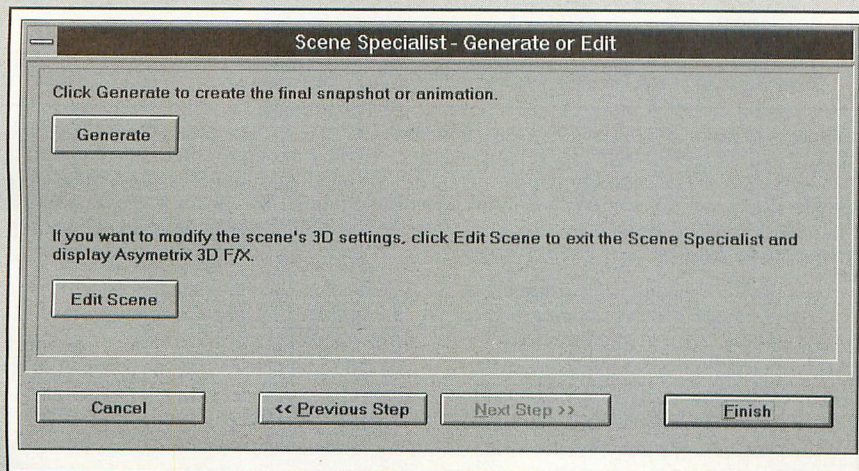 Scene Specialist - Generate or Edit
Click Generate to create the final snapshot or animation.
Generate
If you want to modify the scene's 3D settings, click Edit Scene to exit the Scene Specialist and
display Asymetrix 3D F/X.
Edit Scene
Cancel
<< Previous Step
Next Step >>
Finish